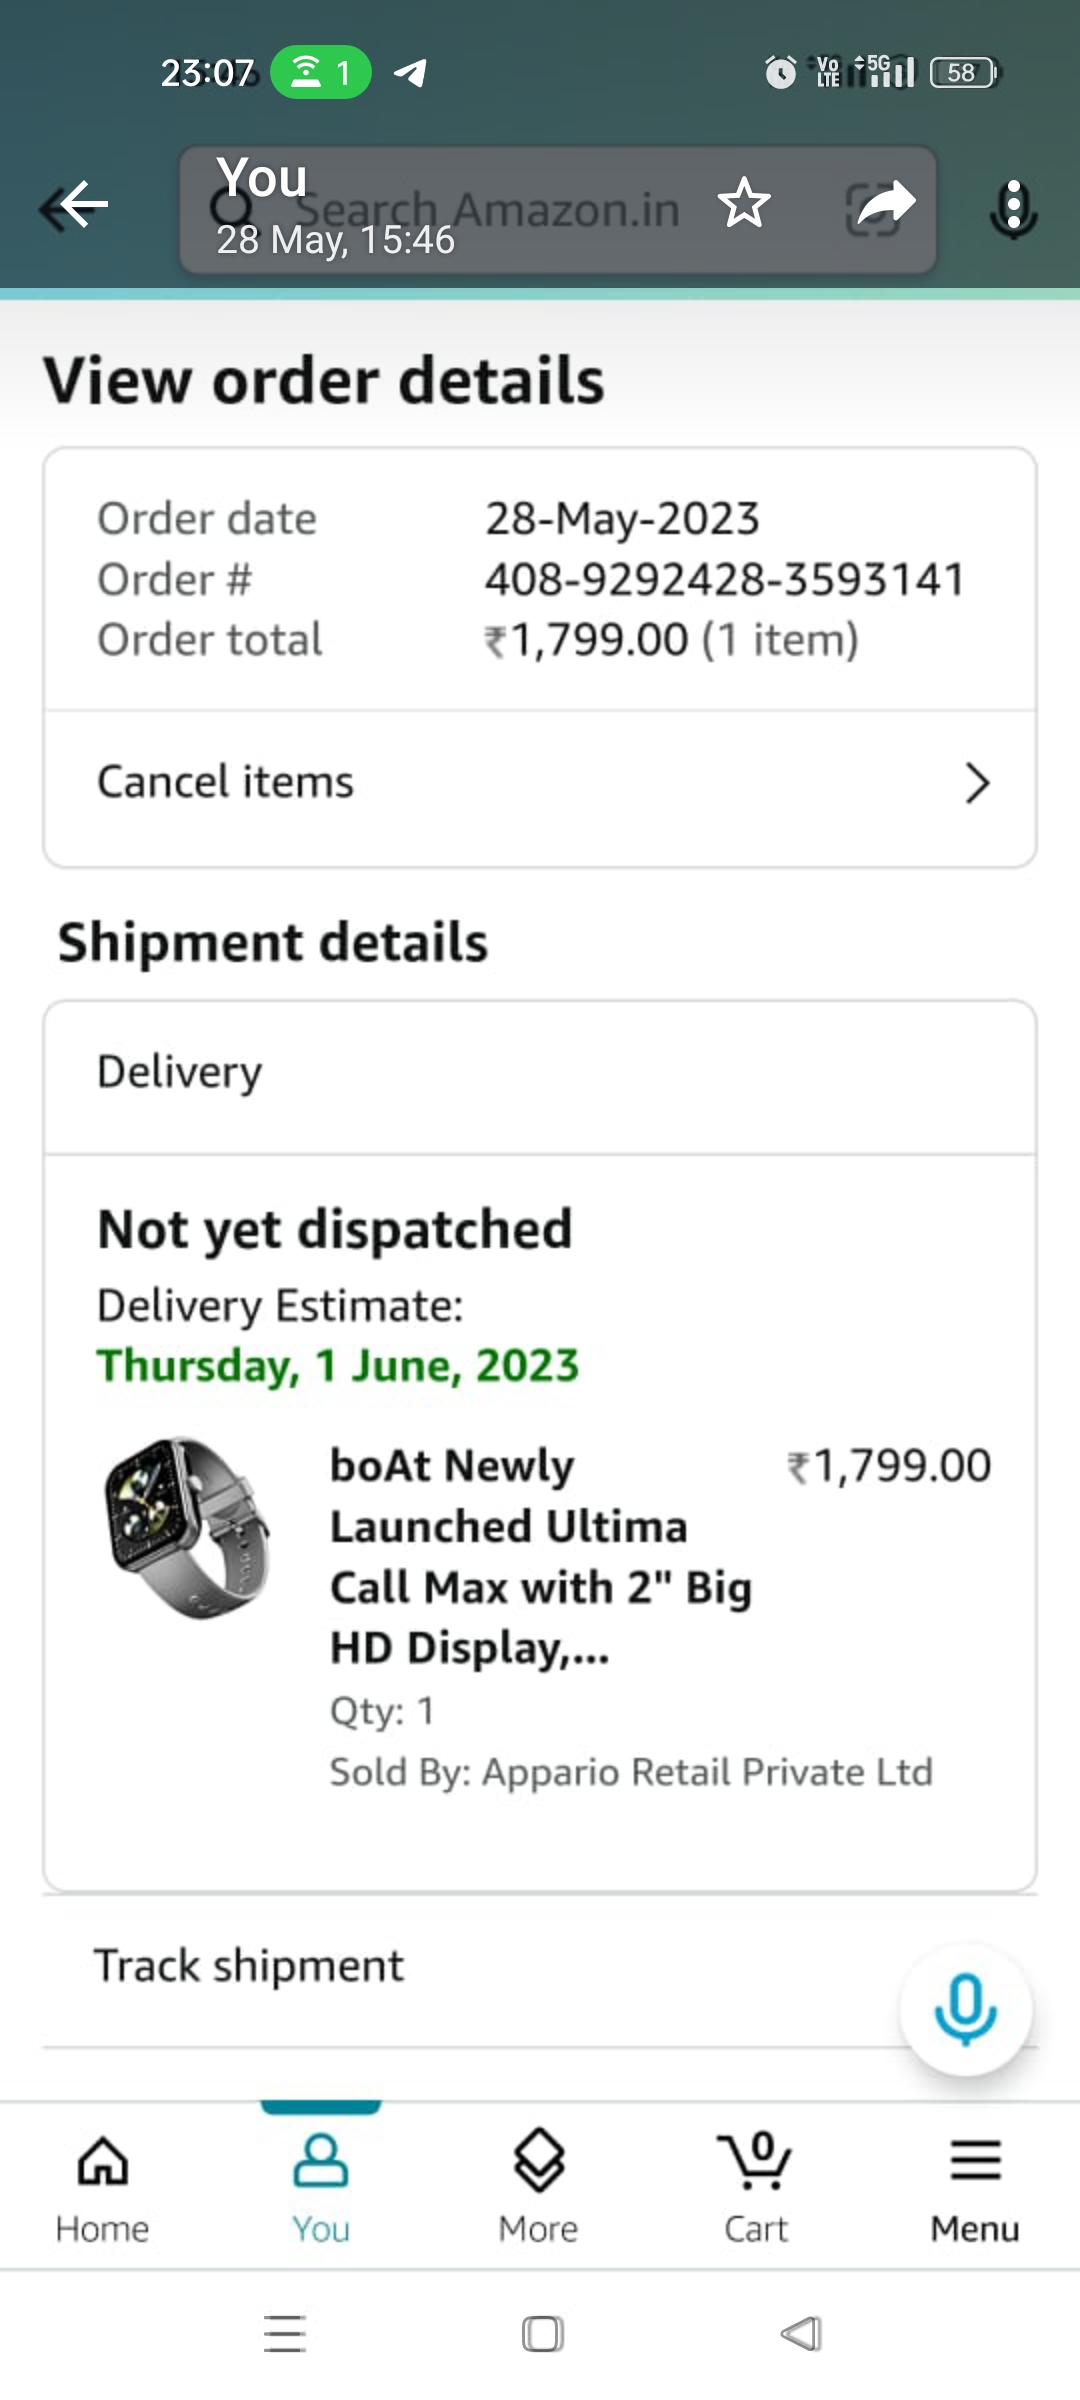 23:07 1 Vo LTE 5G 58
You
Search Amazon.in
28 May, 15:46
View order details
Order date 28-May-2023
Order # 408-9292428-3593141
Order total ₹1,799.00 (1 item)
Cancel items
Shipment details
Delivery
Not yet dispatched
Delivery Estimate:
Thursday, 1 June, 2023
boAt Newly ₹1,799.00
Launched Ultima
Call Max with 2" Big
HD Display,...
Qty: 1
Sold By: Appario Retail Private Ltd
Track shipment
0
Home You More Cart Menu